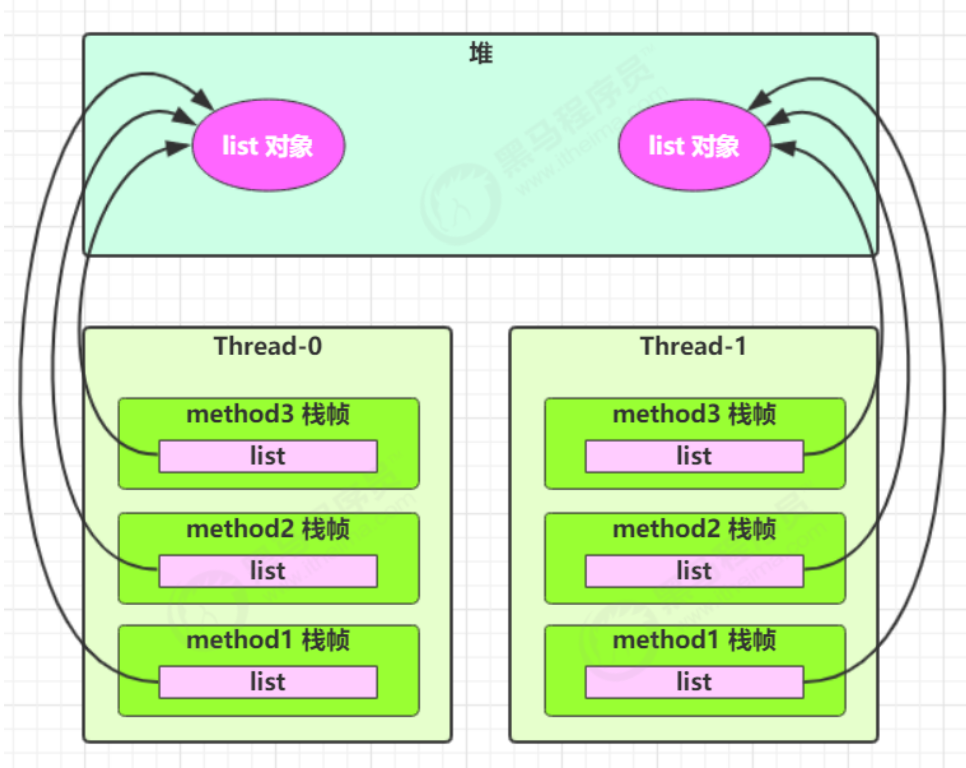 堆
list 对象
list 对象
黑马程序员
www.itheima.com
Thread-0
method3 栈帧
list
method2 栈帧
list
method1 栈帧
list
Thread-1
method3 栈帧
list
method2 栈帧
list
method1 栈帧
list